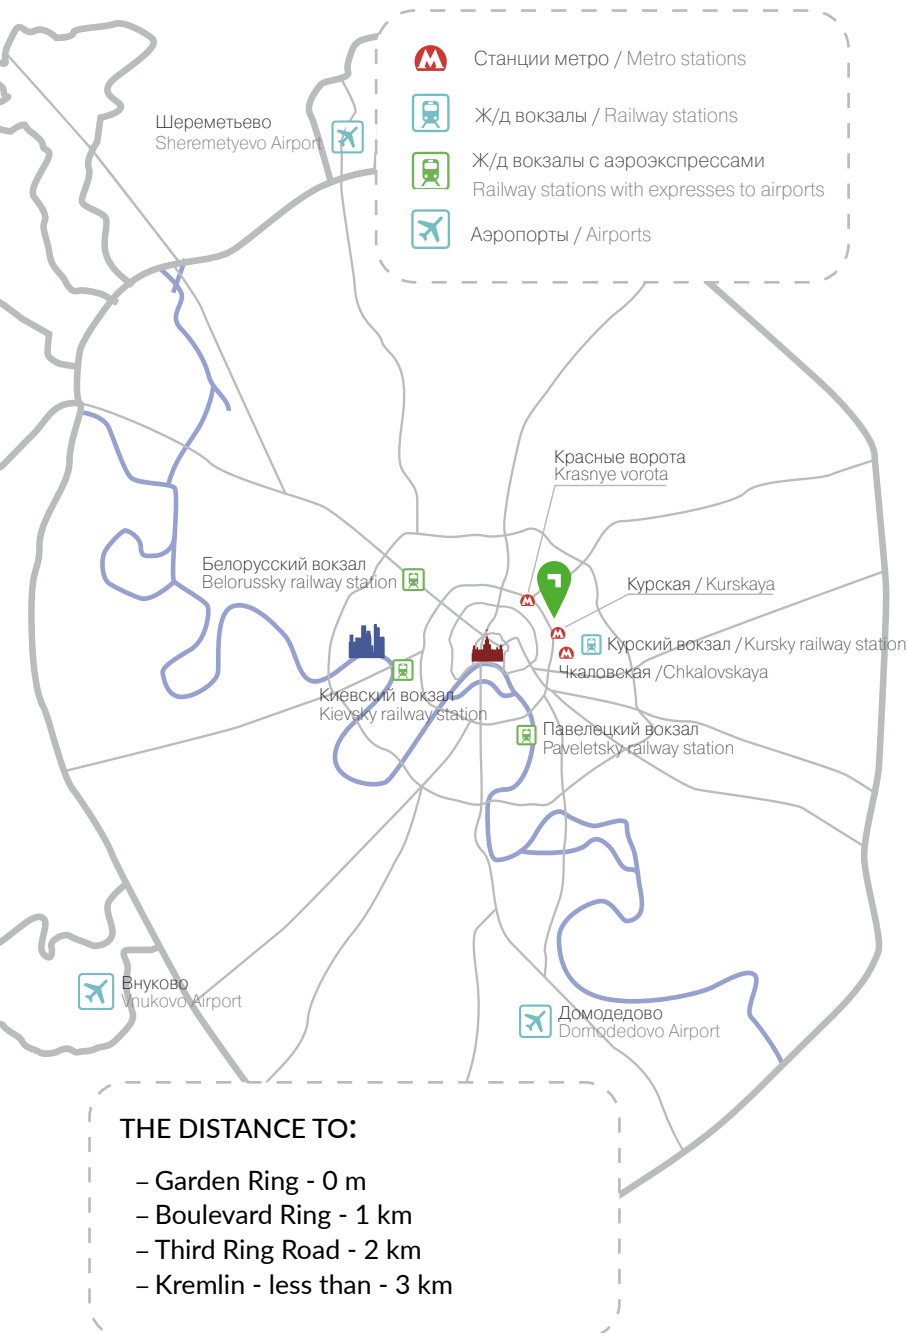 Станции метро / Metro stations
Ж/д вокзалы / Railway stations
Ж/д вокзалы с аэроэкспрессами
Railway stations with expresses to airports
Аэропорты / Airports
Шереметьево
Sheremetyevo Airport
Красные ворота
Krasnye vorota
Белорусский вокзал
Belorussky railway station
Курская / Kurskaya
Курский вокзал / Kursky railway station
Чкаловская /Chkalovskaya
Киевский вокзал
Kievsky railway station
Павелецкий вокзал
Paveletsky railway station
Внуково
Vnukovo Airport
Домодедово
Domodedovo Airport
THE DISTANCE TO:
– Garden Ring - 0 m
– Boulevard Ring - 1 km
– Third Ring Road - 2 km
– Kremlin - less than - 3 km